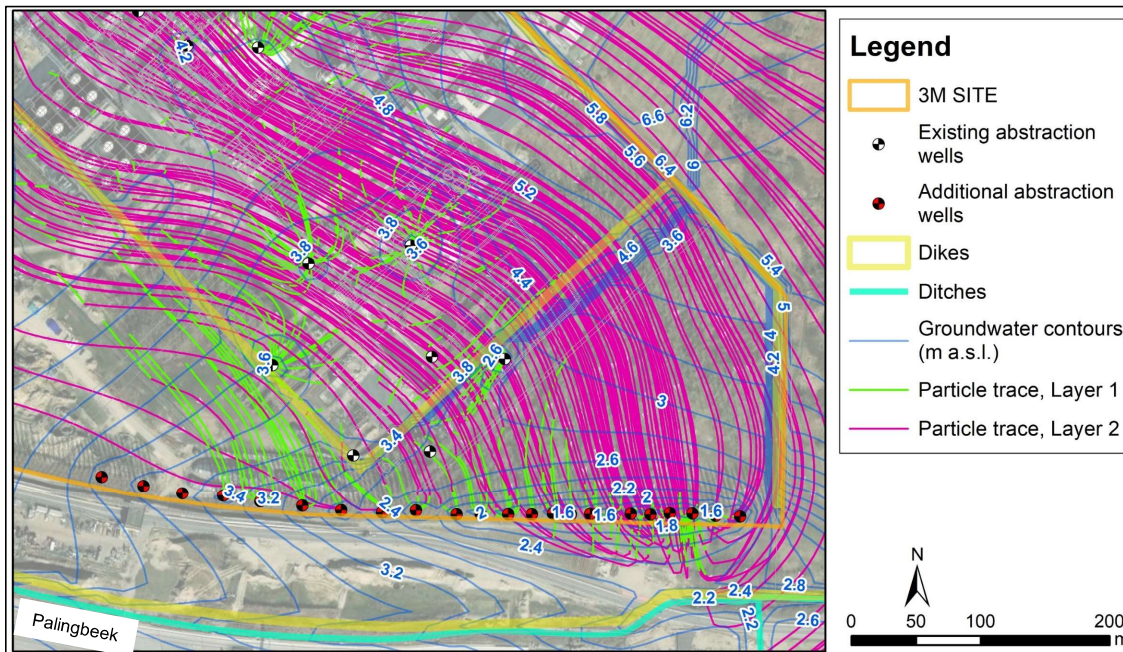 4.2
4.8
5.8
6.6
6.2
5.6
6.4
6
5.2
3.8
3.8
3.6
4.6
3.6
4.4
5.4
5
4
4.2
3.6
3.8
2.6
3
3.4
2.6
2.2
2
3.4
3.2
2.4
2
1.6
1.6
1.6
1.8
2.4
3.2
2.8
2.4
2.2
2.2
2.6
Palingbeek
Legend
3M SITE
Existing abstraction
wells
Additional abstraction
wells
Dikes
Ditches
Groundwater contours
(m a.s.l.)
Particle trace, Layer 1
Particle trace, Layer 2
N
0 50 100 200
m